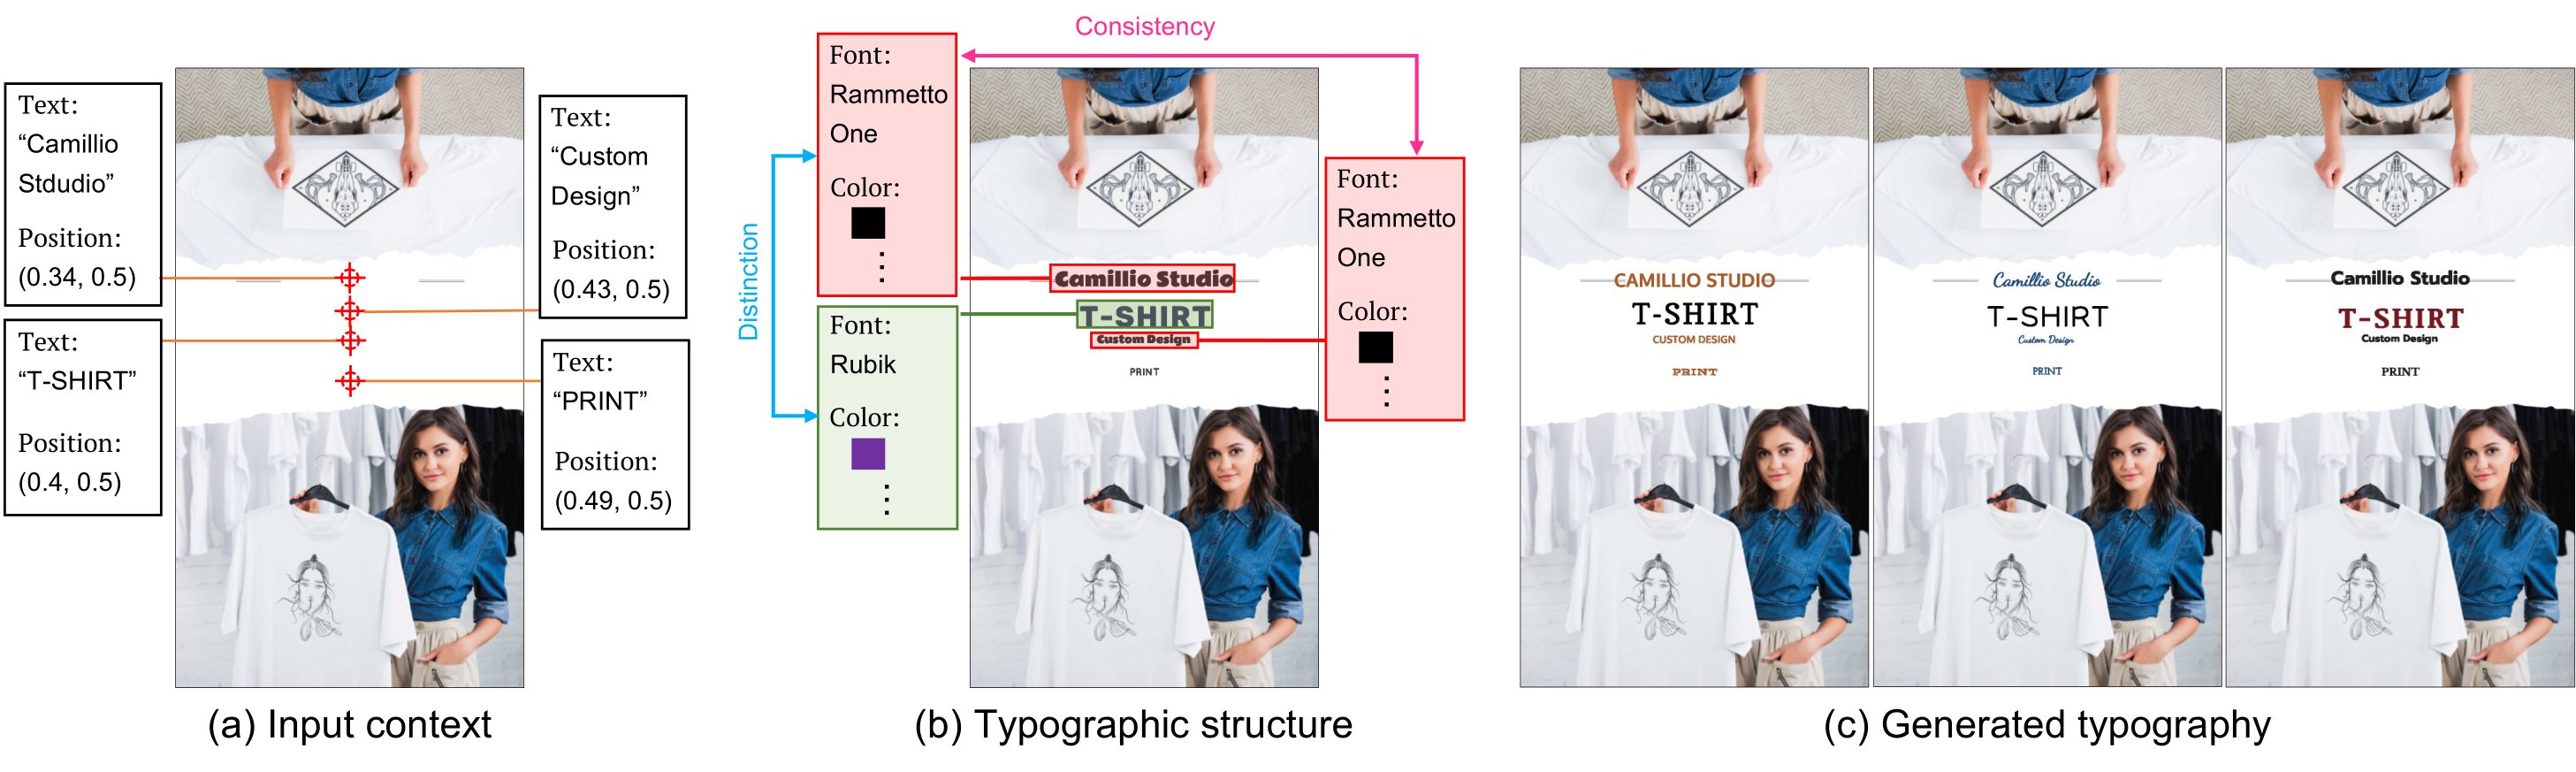 Text:
“Camillio
Stdudio”
Position:
(0.34, 0.5)
Text:
“T-SHIRT”
Position:
(0.4, 0.5)
Text:
“Custom
Design”
Position:
(0.43, 0.5)
Text:
“PRINT”
Position:
(0.49, 0.5)
(a) Input context
Consistency
Distinction
Font:
Rammetto
One
Color:
Font:
Rubik
Color:
Camillio Studio
T-SHIRT
Custom Design
PRINT
Font:
Rammetto
One
Color:
(b) Typographic structure
CAMILLIO STUDIO
T-SHIRT
CUSTOM DESIGN
PRINT
Camillio Studio
T-SHIRT
Custom Design
PRINT
Camillio Studio
T-SHIRT
Custom Design
PRINT
(c) Generated typography